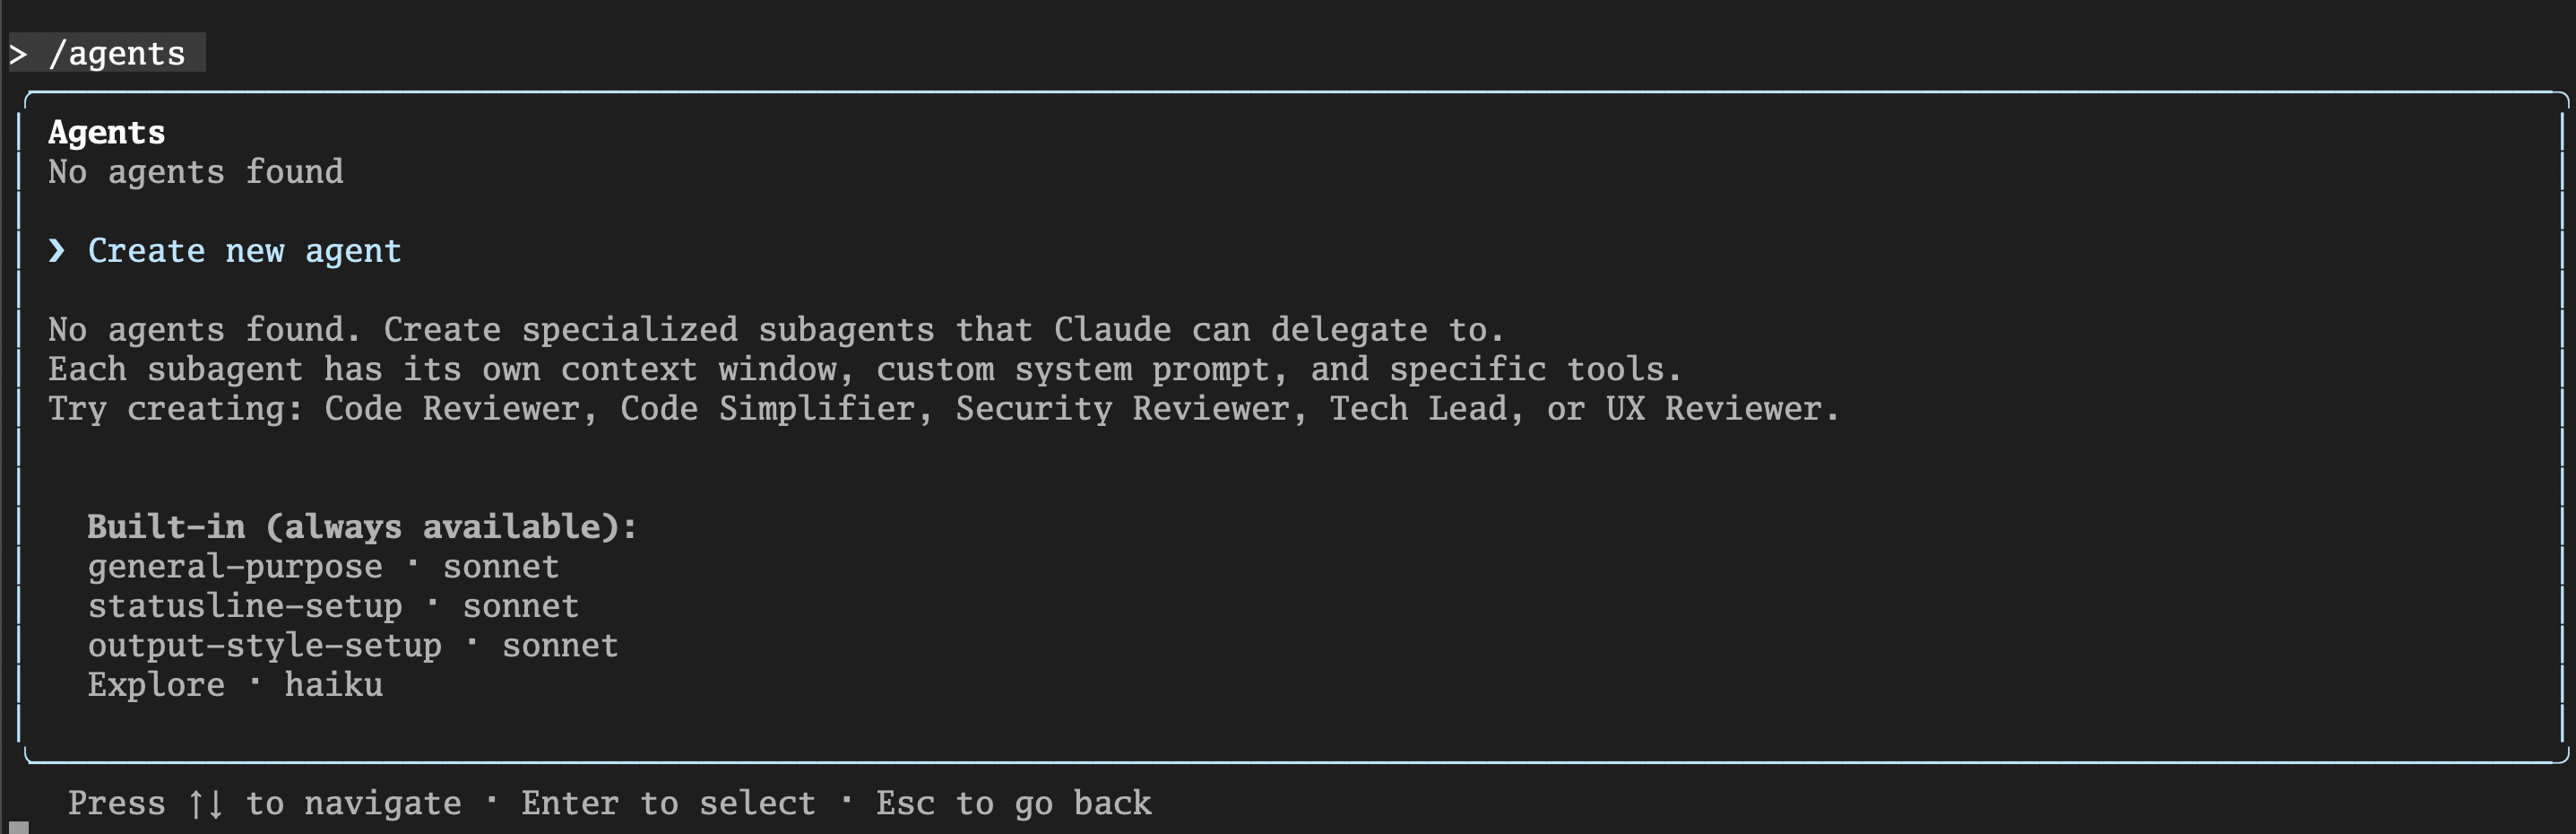 > /agents
Agents
No agents found
❯ Create new agent
No agents found. Create specialized subagents that Claude can delegate to.
Each subagent has its own context window, custom system prompt, and specific tools.
Try creating: Code Reviewer, Code Simplifier, Security Reviewer, Tech Lead, or UX Reviewer.
Built-in (always available):
general-purpose · sonnet
statusline-setup · sonnet
output-style-setup · sonnet
Explore · haiku
Press ↑↓ to navigate · Enter to select · Esc to go back